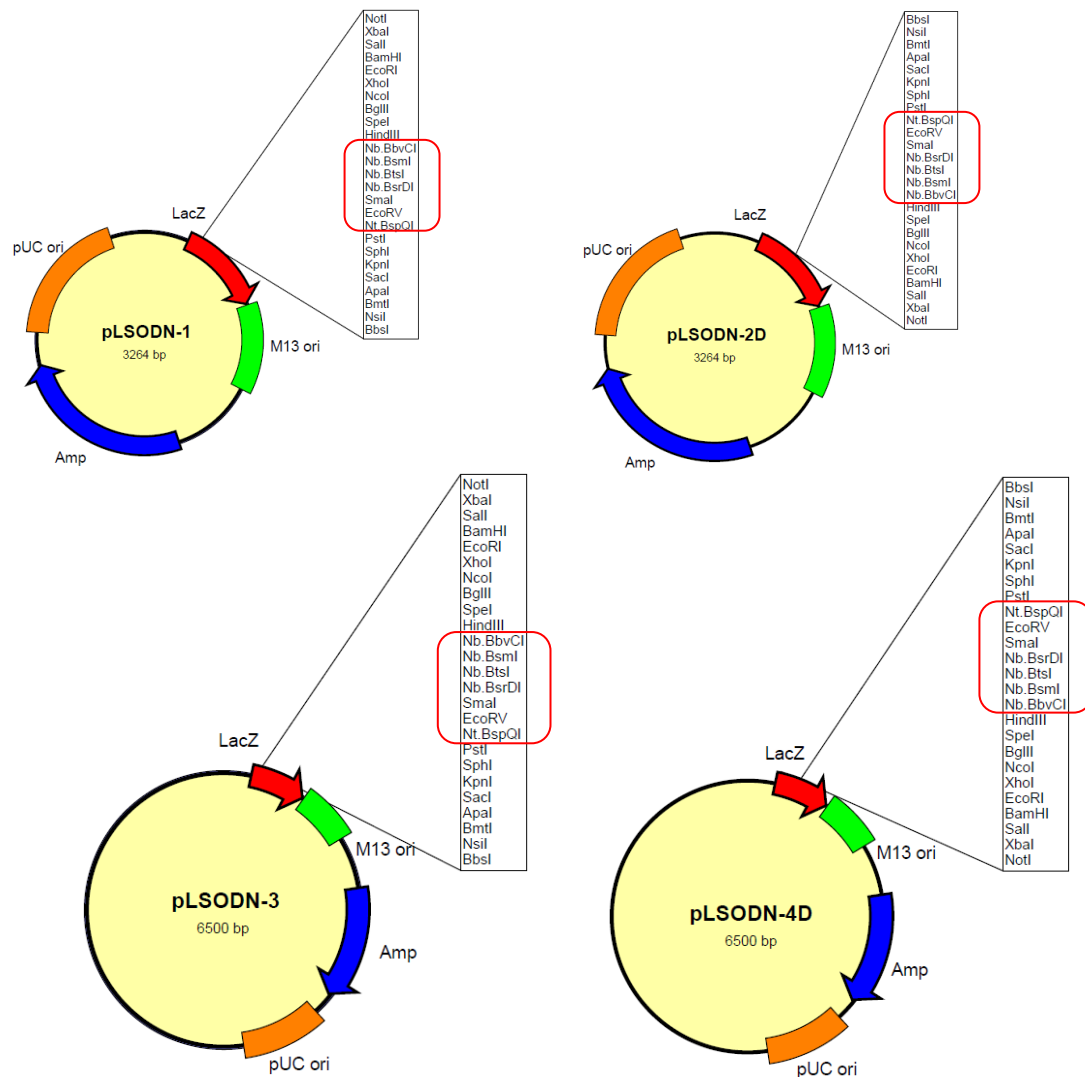 NotI
XbaI
SalI
BamHI
EcoRI
XhoI
NcoI
BglII
SpeI
HindIII
Nb.BbvCI
Nb.BsmI
Nb.BtsI
Nb.BsrDI
SmaI
EcoRV
Nt.BspQI
PstI
SphI
KpnI
SacI
ApaI
BmtI
NsiI
BbsI
LacZ
pUC ori
pLSODN-1
3264 bp
M13 ori
Amp
BbsI
NsiI
BmtI
ApaI
SacI
KpnI
SphI
PstI
Nt.BspQI
EcoRV
SmaI
Nb.BsrDI
Nb.BtsI
Nb.BsmI
Nb.BbvCI
HindIII
SpeI
BglII
NcoI
XhoI
EcoRI
BamHI
SalI
XbaI
NotI
LacZ
pUC ori
pLSODN-2D
3264 bp
M13 ori
Amp
NotI
XbaI
SalI
BamHI
EcoRI
XhoI
NcoI
BglII
SpeI
HindIII
Nb.BbvCI
Nb.BsmI
Nb.BtsI
Nb.BsrDI
SmaI
EcoRV
Nt.BspQI
PstI
SphI
KpnI
SacI
ApaI
BmtI
NsiI
BbsI
LacZ
M13 ori
pLSODN-3
6500 bp
Amp
pUC ori
BbsI
NsiI
BmtI
ApaI
SacI
KpnI
SphI
PstI
Nt.BspQI
EcoRV
SmaI
Nb.BsrDI
Nb.BtsI
Nb.BsmI
Nb.BbvCI
HindIII
SpeI
BglII
NcoI
XhoI
EcoRI
BamHI
SalI
XbaI
NotI
LacZ
M13 ori
pLSODN-4D
6500 bp
Amp
pUC ori